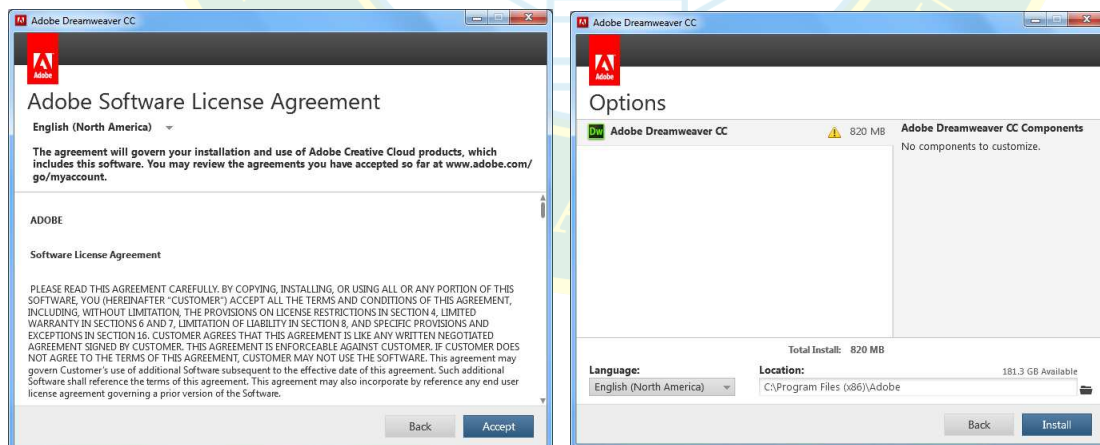 Adobe Dreamweaver CC
Adobe
Adobe Software License Agreement
English (North America)
The agreement will govern your installation and use of Adobe Creative Cloud products, which
includes this software. You may review the agreements you have accepted so far at www.adobe.com/
go/myaccount.
ADOBE
Software License Agreement
PLEASE READ THIS AGREEMENT CAREFULLY. BY COPYING, INSTALLING, OR USING ALL OR ANY PORTION OF THIS
SOFTWARE, YOU (HEREINAFTER "CUSTOMER") ACCEPT ALL THE TERMS AND CONDITIONS OF THIS AGREEMENT,
INCLUDING, WITHOUT LIMITATION, THE PROVISIONS ON LICENSE RESTRICTIONS IN SECTION 4, LIMITED
WARRANTY IN SECTIONS 6 AND 7, LIMITATION OF LIABILITY IN SECTION 8, AND SPECIFIC PROVISIONS AND
EXCEPTIONS IN SECTION 16. CUSTOMER AGREES THAT THIS AGREEMENT IS LIKE ANY WRITTEN NEGOTIATED
AGREEMENT SIGNED BY CUSTOMER. THIS AGREEMENT IS ENFORCEABLE AGAINST CUSTOMER. IF CUSTOMER DOES
NOT AGREE TO THE TERMS OF THIS AGREEMENT, CUSTOMER MAY NOT USE THE SOFTWARE. This agreement may
govern Customer's use of additional Software subsequent to the effective date of this agreement. Such additional
Software shall reference the terms of this agreement. This agreement may also incorporate by reference any end user
license agreement governing a prior version of the Software.
Back Accept
Adobe Dreamweaver CC
Adobe
Options
Dw Adobe Dreamweaver CC 820 MB
Adobe Dreamweaver CC Components
No components to customize.
Total Install: 820 MB
Language: Location: 181.3 GB Available
English (North America) C:\Program Files (x86)\Adobe
Back Install